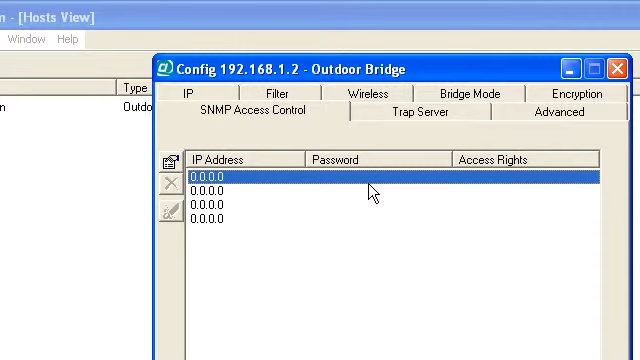 n - [Hosts View]
Window Help
Config 192.168.1.2 - Outdoor Bridge
Type
n
Outdo
IP Filter Wireless Bridge Mode Encryption
SNMP Access Control Trap Server Advanced
IP Address Password Access Rights
0.0.0.0
0.0.0.0
0.0.0.0
0.0.0.0